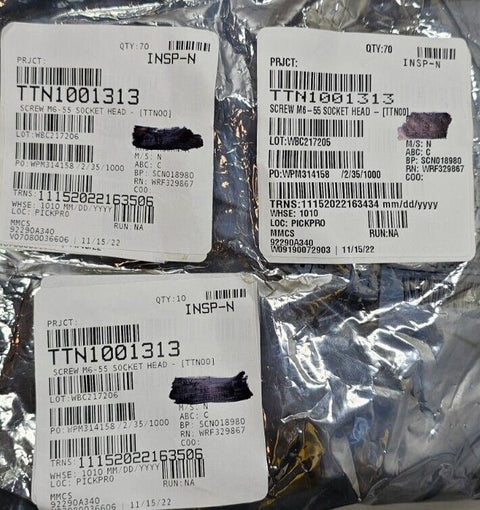 QTY:70
PRJCT:
INSP-N
TTN1001313
SCREW M6-55 SOCKET HEAD - [TTN00]
LOT:WBC217206
M/S: N
ABC: C
PO:WPM314158 /2/35/1000
BP: SCN018980
RN: WRF329867
COO:
TRNS:11152022163506
WHSE: 1010 MM/DD/YYYY
LOC: PICKPRO
RUN:NA
MMCS
92290A340
V07080036606 | 11/15/22
QTY:70
PRJCT:
INSP-N
TTN1001313
SCREW M6-55 SOCKET HEAD - [TTN00]
LOT:WBC217205
M/S: N
ABC: C
BP: SCN018980
PO:WPM314158 /2/35/1000
RN: WRF329867
COO:
TRNS:11152022163434 mm/dd/yyyy
WHSE: 1010
LOC: PICKPRO
RUN:NA
MMCS
92290A340
W09190072903 | 11/15/22
QTY:10
PRJCT:
INSP-N
TTN1001313
SCREW M6-55 SOCKET HEAD - [TTN00]
LOT:WBC217206
M/S: N
ABC: C
PO:WPM314158 /2/35/1000
BP: SCN018980
RN: WRF329867
COO:
TRNS:11152022163506
WHSE: 1010 MM/DD/YYYY
LOC: PICKPRO
RUN:NA
MMCS
92290A340
11/15/22